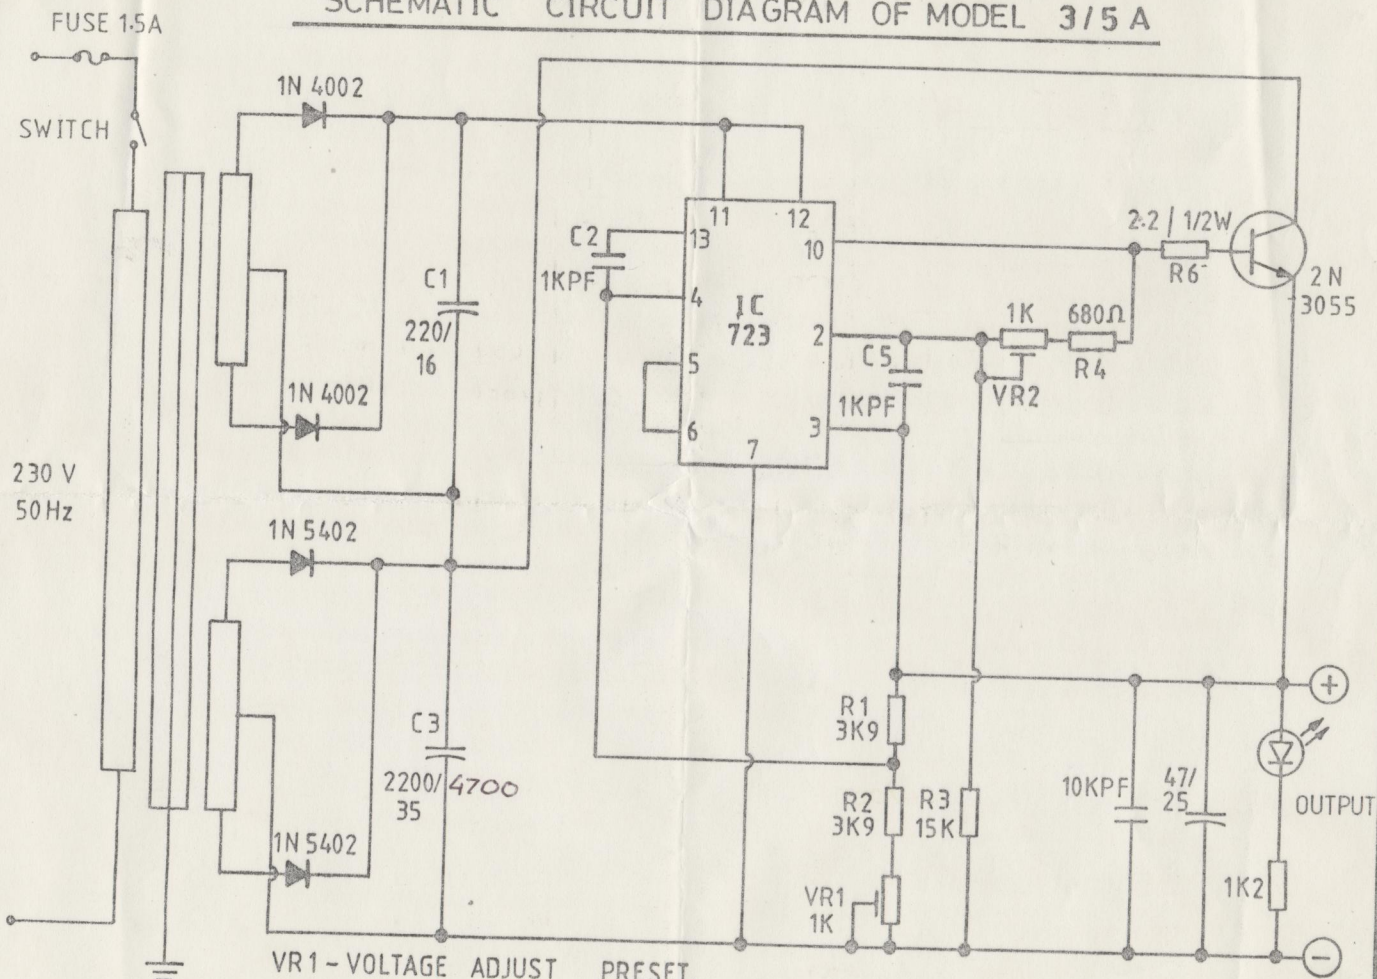 SCHEMATIC CIRCUIT DIAGRAM OF MODEL 3/5 A
FUSE 1.5A
SWITCH
1N 4002
1N 4002
230 V
50Hz
1N 5402
1N 5402
C1
220/
16
C3
2200/4700
35
C2
1KPF
11
12
13
10
4
IC
723
2
5
6
3
7
C5
1KPF
1K
VR2
680Ω
R4
2.2 / 1/2W
R6
2N
3055
R1
3K9
R2
3K9
R3
15K
VR1
1K
10KPF
47/
25
+
OUTPUT
1K2
-
VR1-VOLTAGE ADJUST PRESET